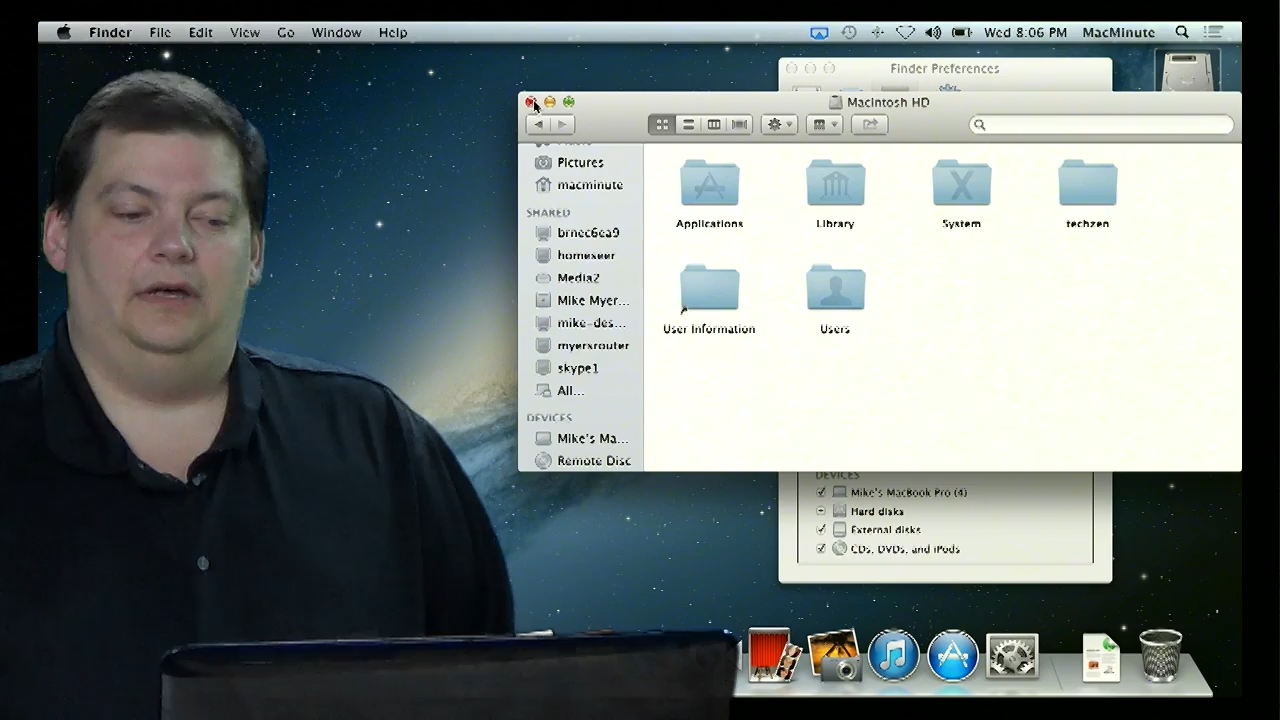 Finder File Edit View Go Window Help Wed 8:06 PM MacMinute
Finder Preferences
Macintosh HD
Pictures
macminute
SHARED
brnec6ea9
homeseer
Media2
Mike Myer...
mike-des...
myersrouter
skype1
All...
DEVICES
Mike's Ma...
Remote Disc
Applications
Library
System
techzen
User Information
Users
DEVICES
Mike's MacBook Pro (4)
Hard disks
External disks
CDs, DVDs, and iPods